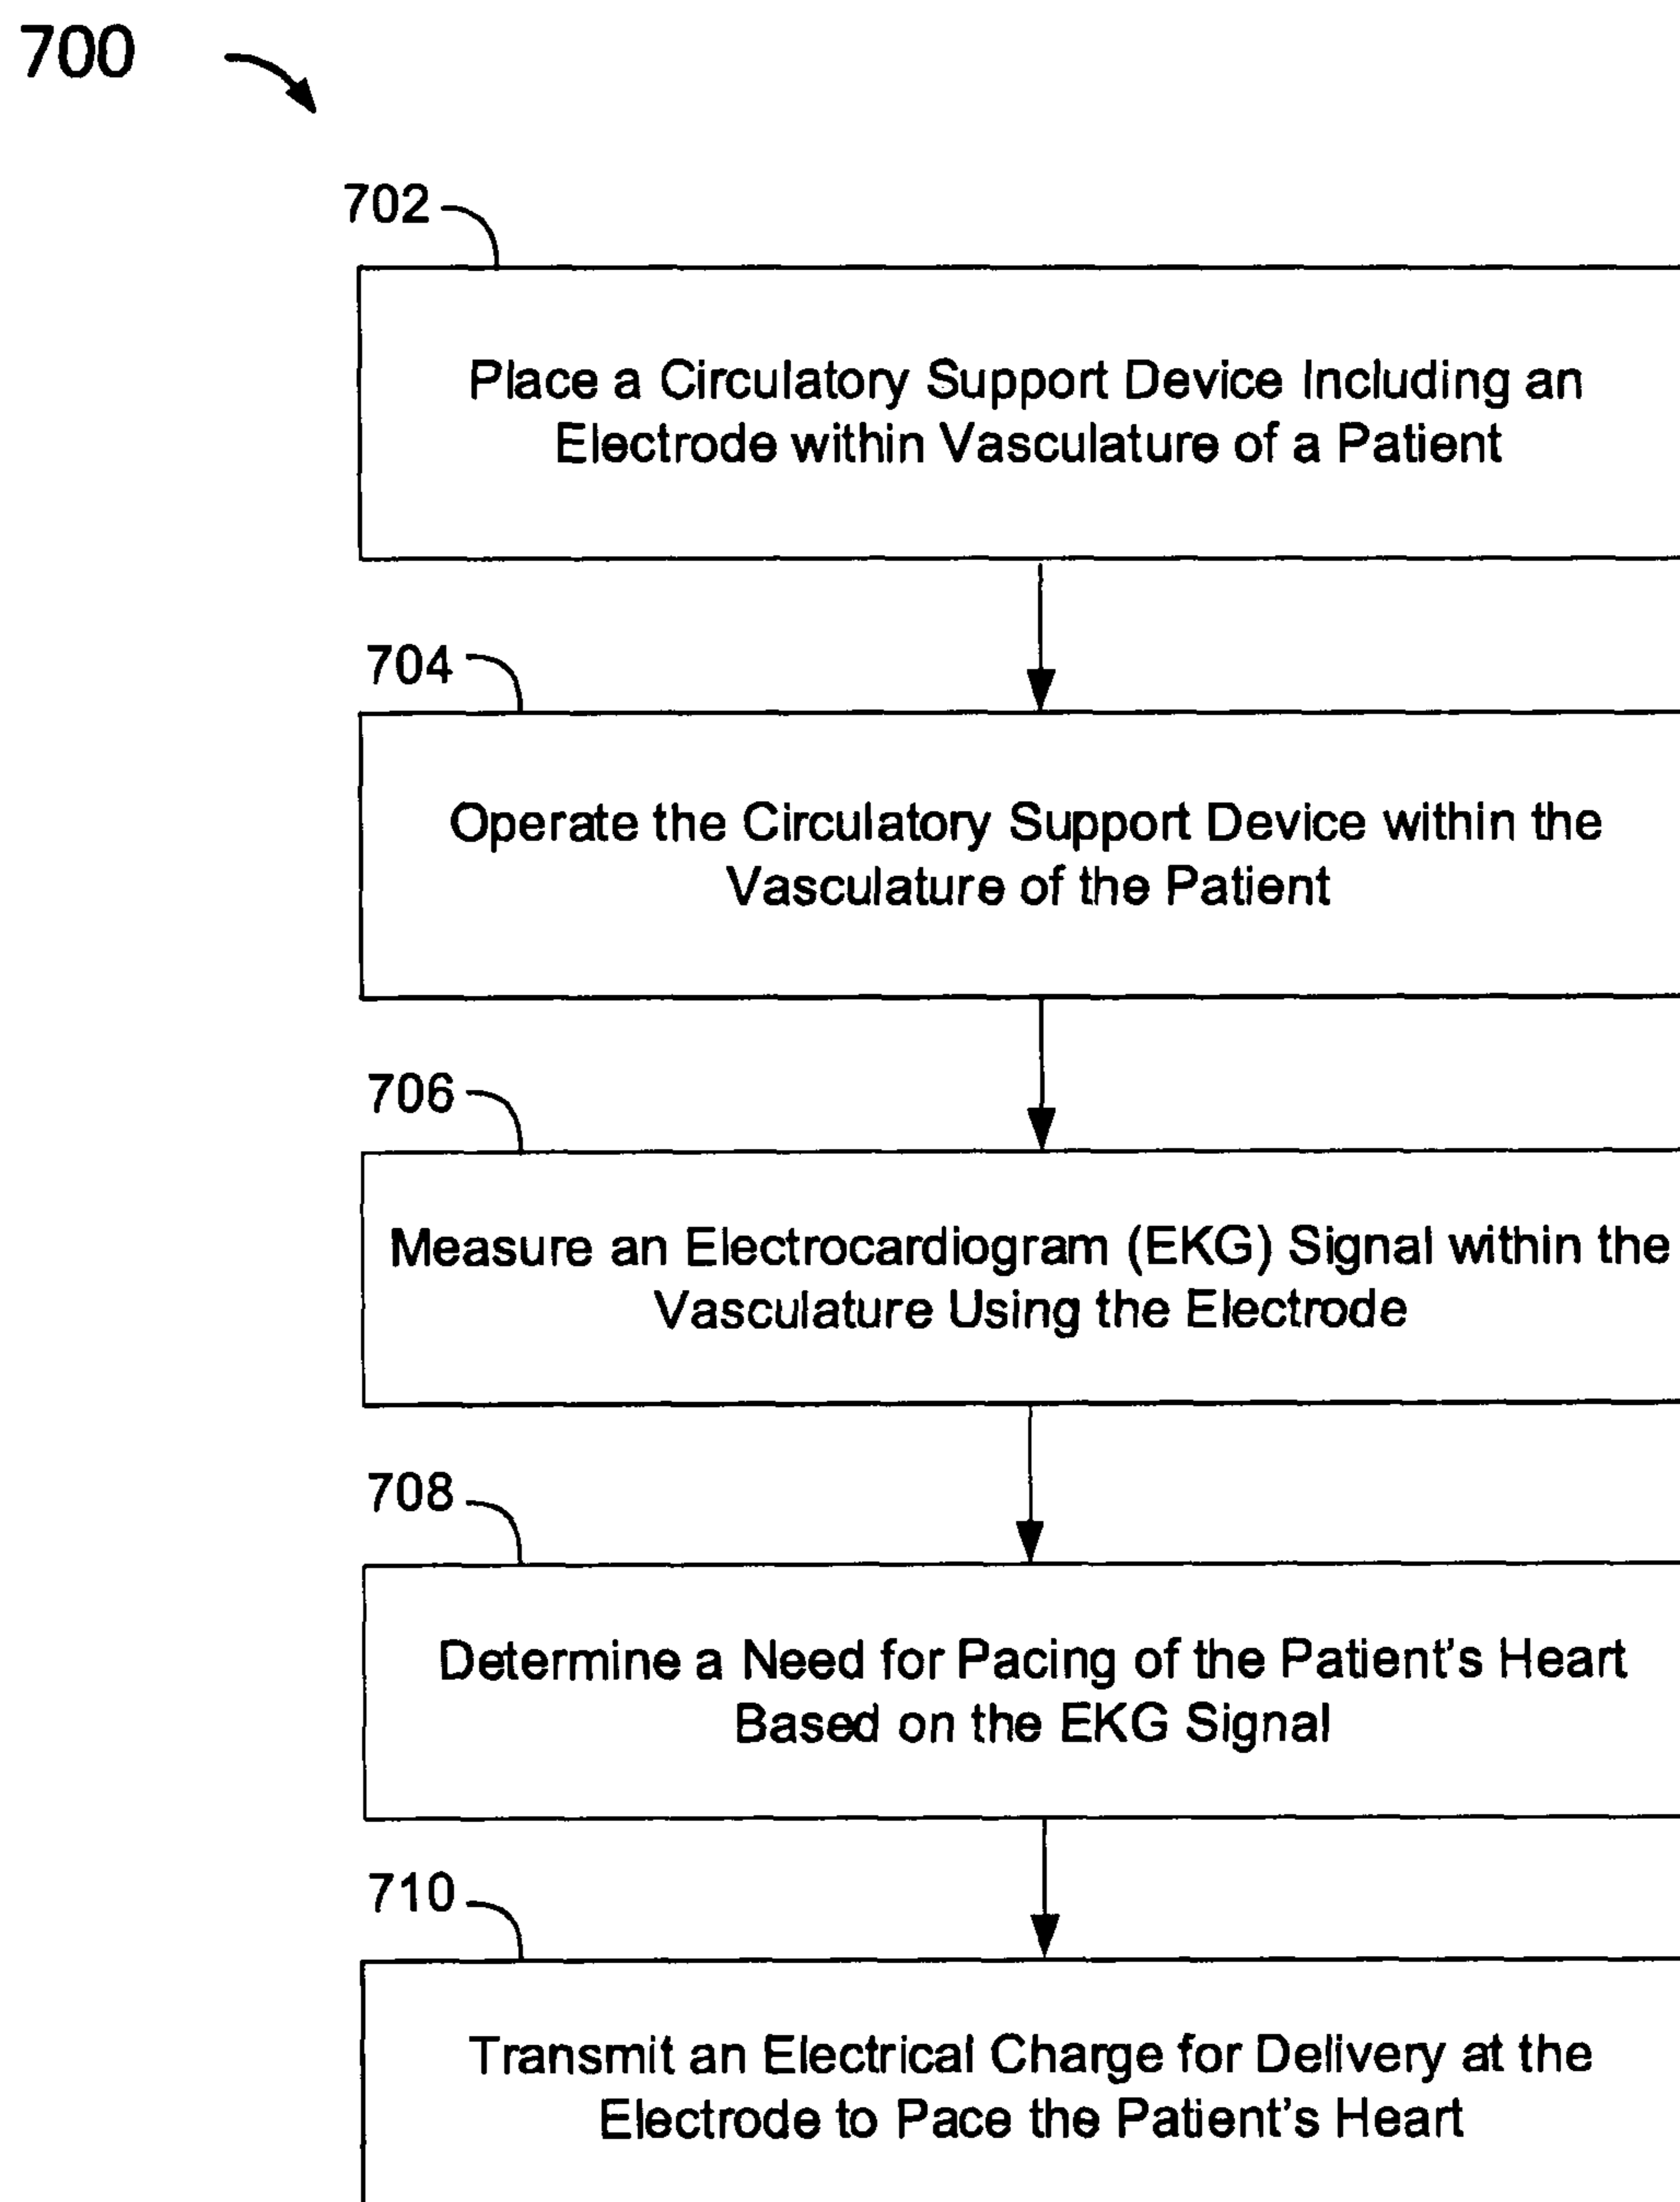 700
702
Place a Circulatory Support Device Including an
Electrode within Vasculature of a Patient
704
Operate the Circulatory Support Device within the
Vasculature of the Patient
706
Measure an Electrocardiogram (EKG) Signal within the
Vasculature Using the Electrode
708
Determine a Need for Pacing of the Patient's Heart
Based on the EKG Signal
710
Transmit an Electrical Charge for Delivery at the
Electrode to Pace the Patient's Heart